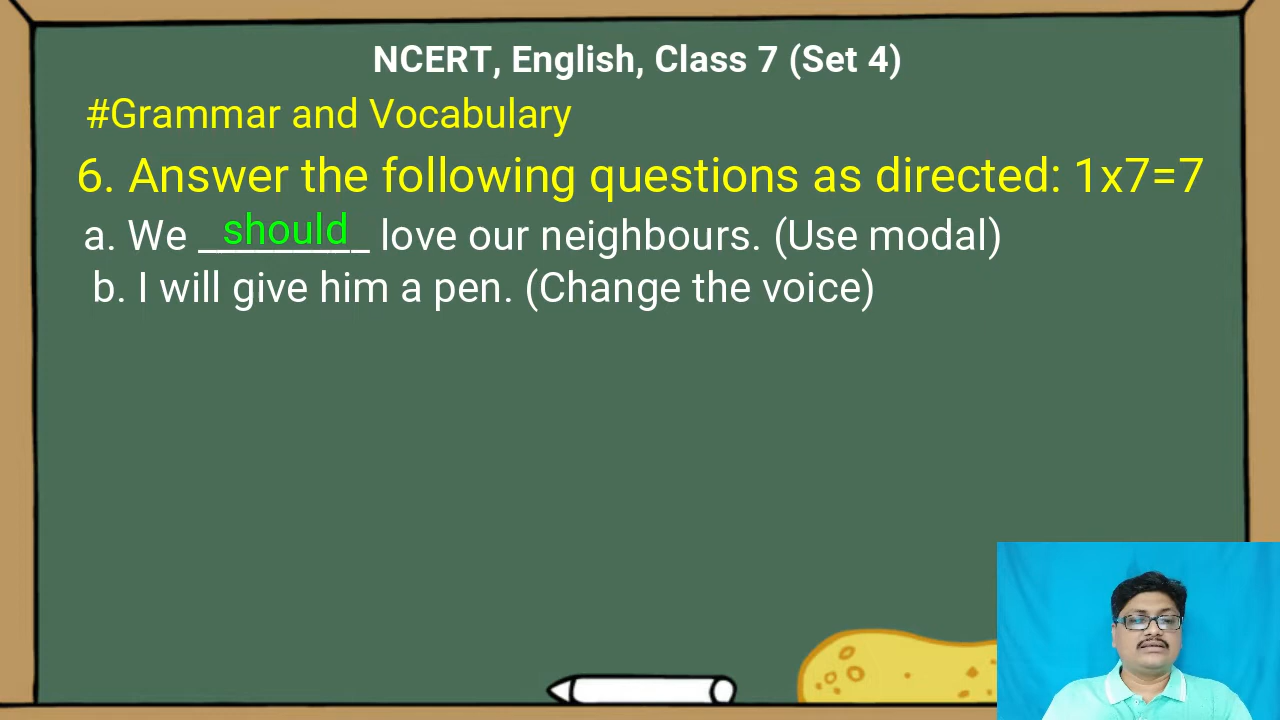 NCERT, English, Class 7 (Set 4)
#Grammar and Vocabulary
6. Answer the following questions as directed: 1x7=7
a. We __should__ love our neighbours. (Use modal)
b. I will give him a pen. (Change the voice)